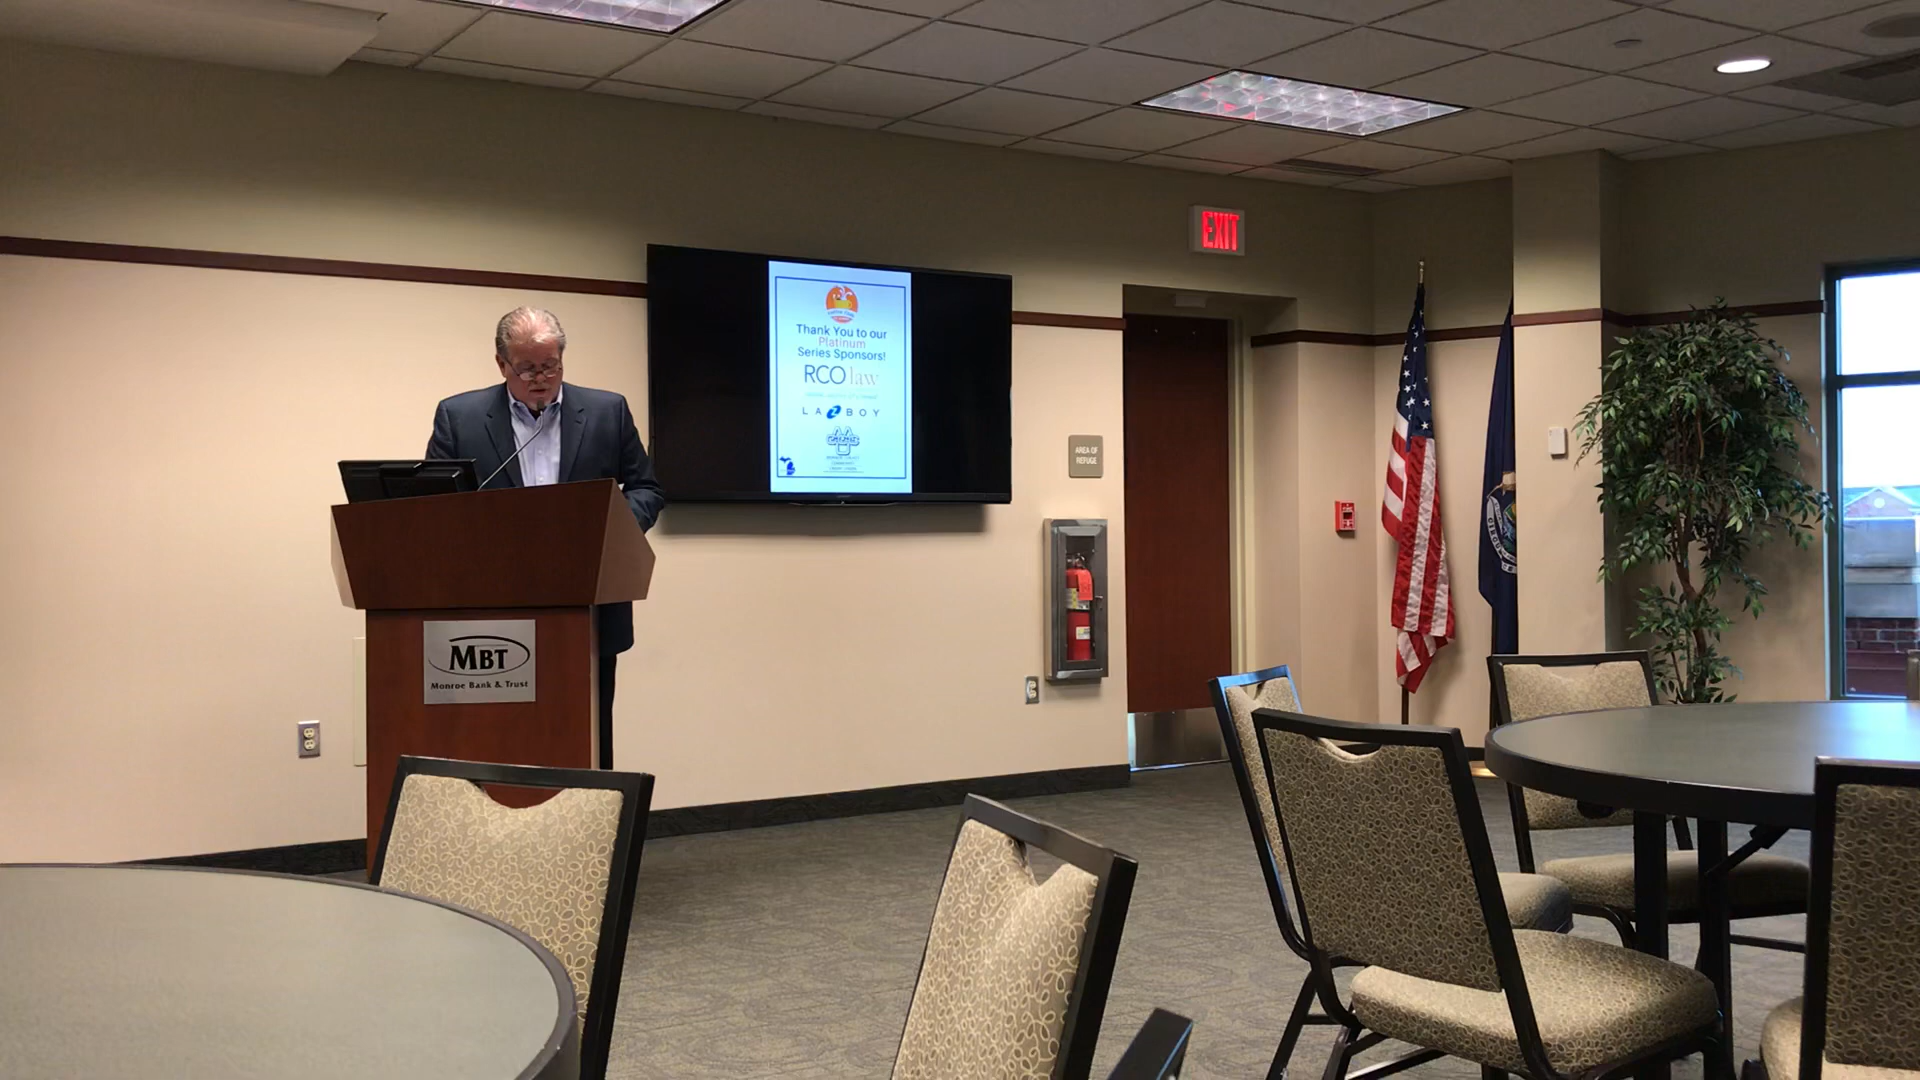 EXIT
Thank You to our
Platinum
Series Sponsors!
RCO law
LA BOY
AREA OF
REFUGE
MBT
Monroe Bank & Trust